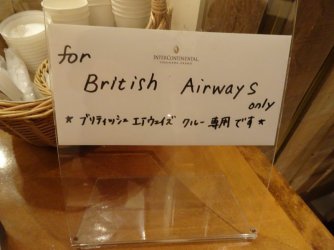 for
INTERCONTINENTAL
British Airways
only
* ブリティッシュ エアウェイズ クルー 専用です *